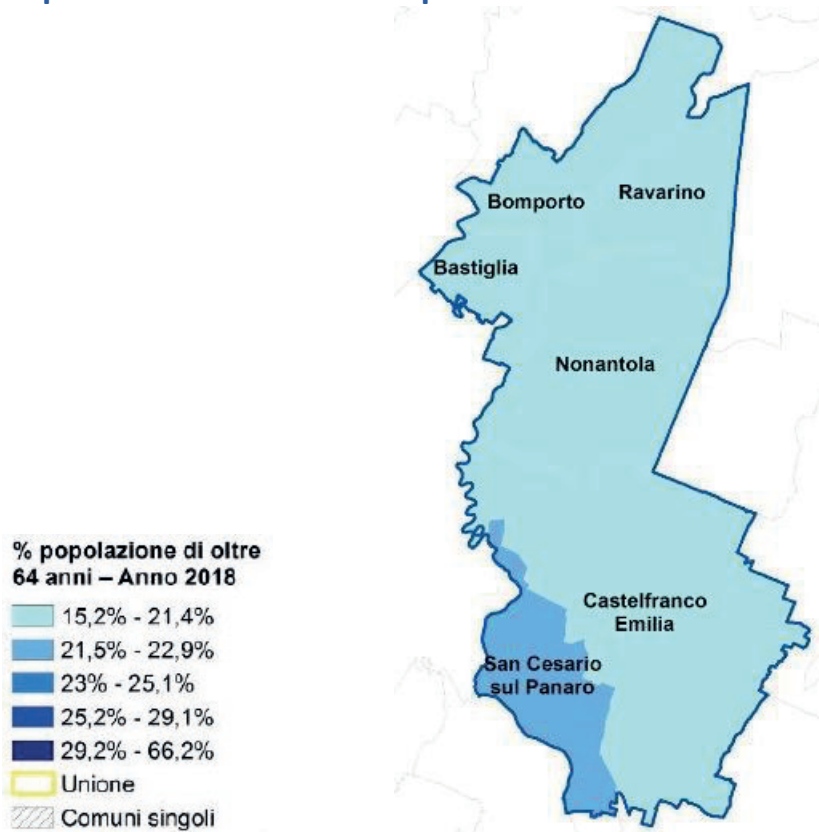 Ravarino
Bomporto
Bastiglia
Nonantola
Castelfranco
Emilia
San Cesario
sul Panaro
% popolazione di oltre
64 anni – Anno 2018
15,2% - 21,4%
21,5% - 22,9%
23% - 25,1%
25,2% - 29,1%
29,2% - 66,2%
Unione
Comuni singoli